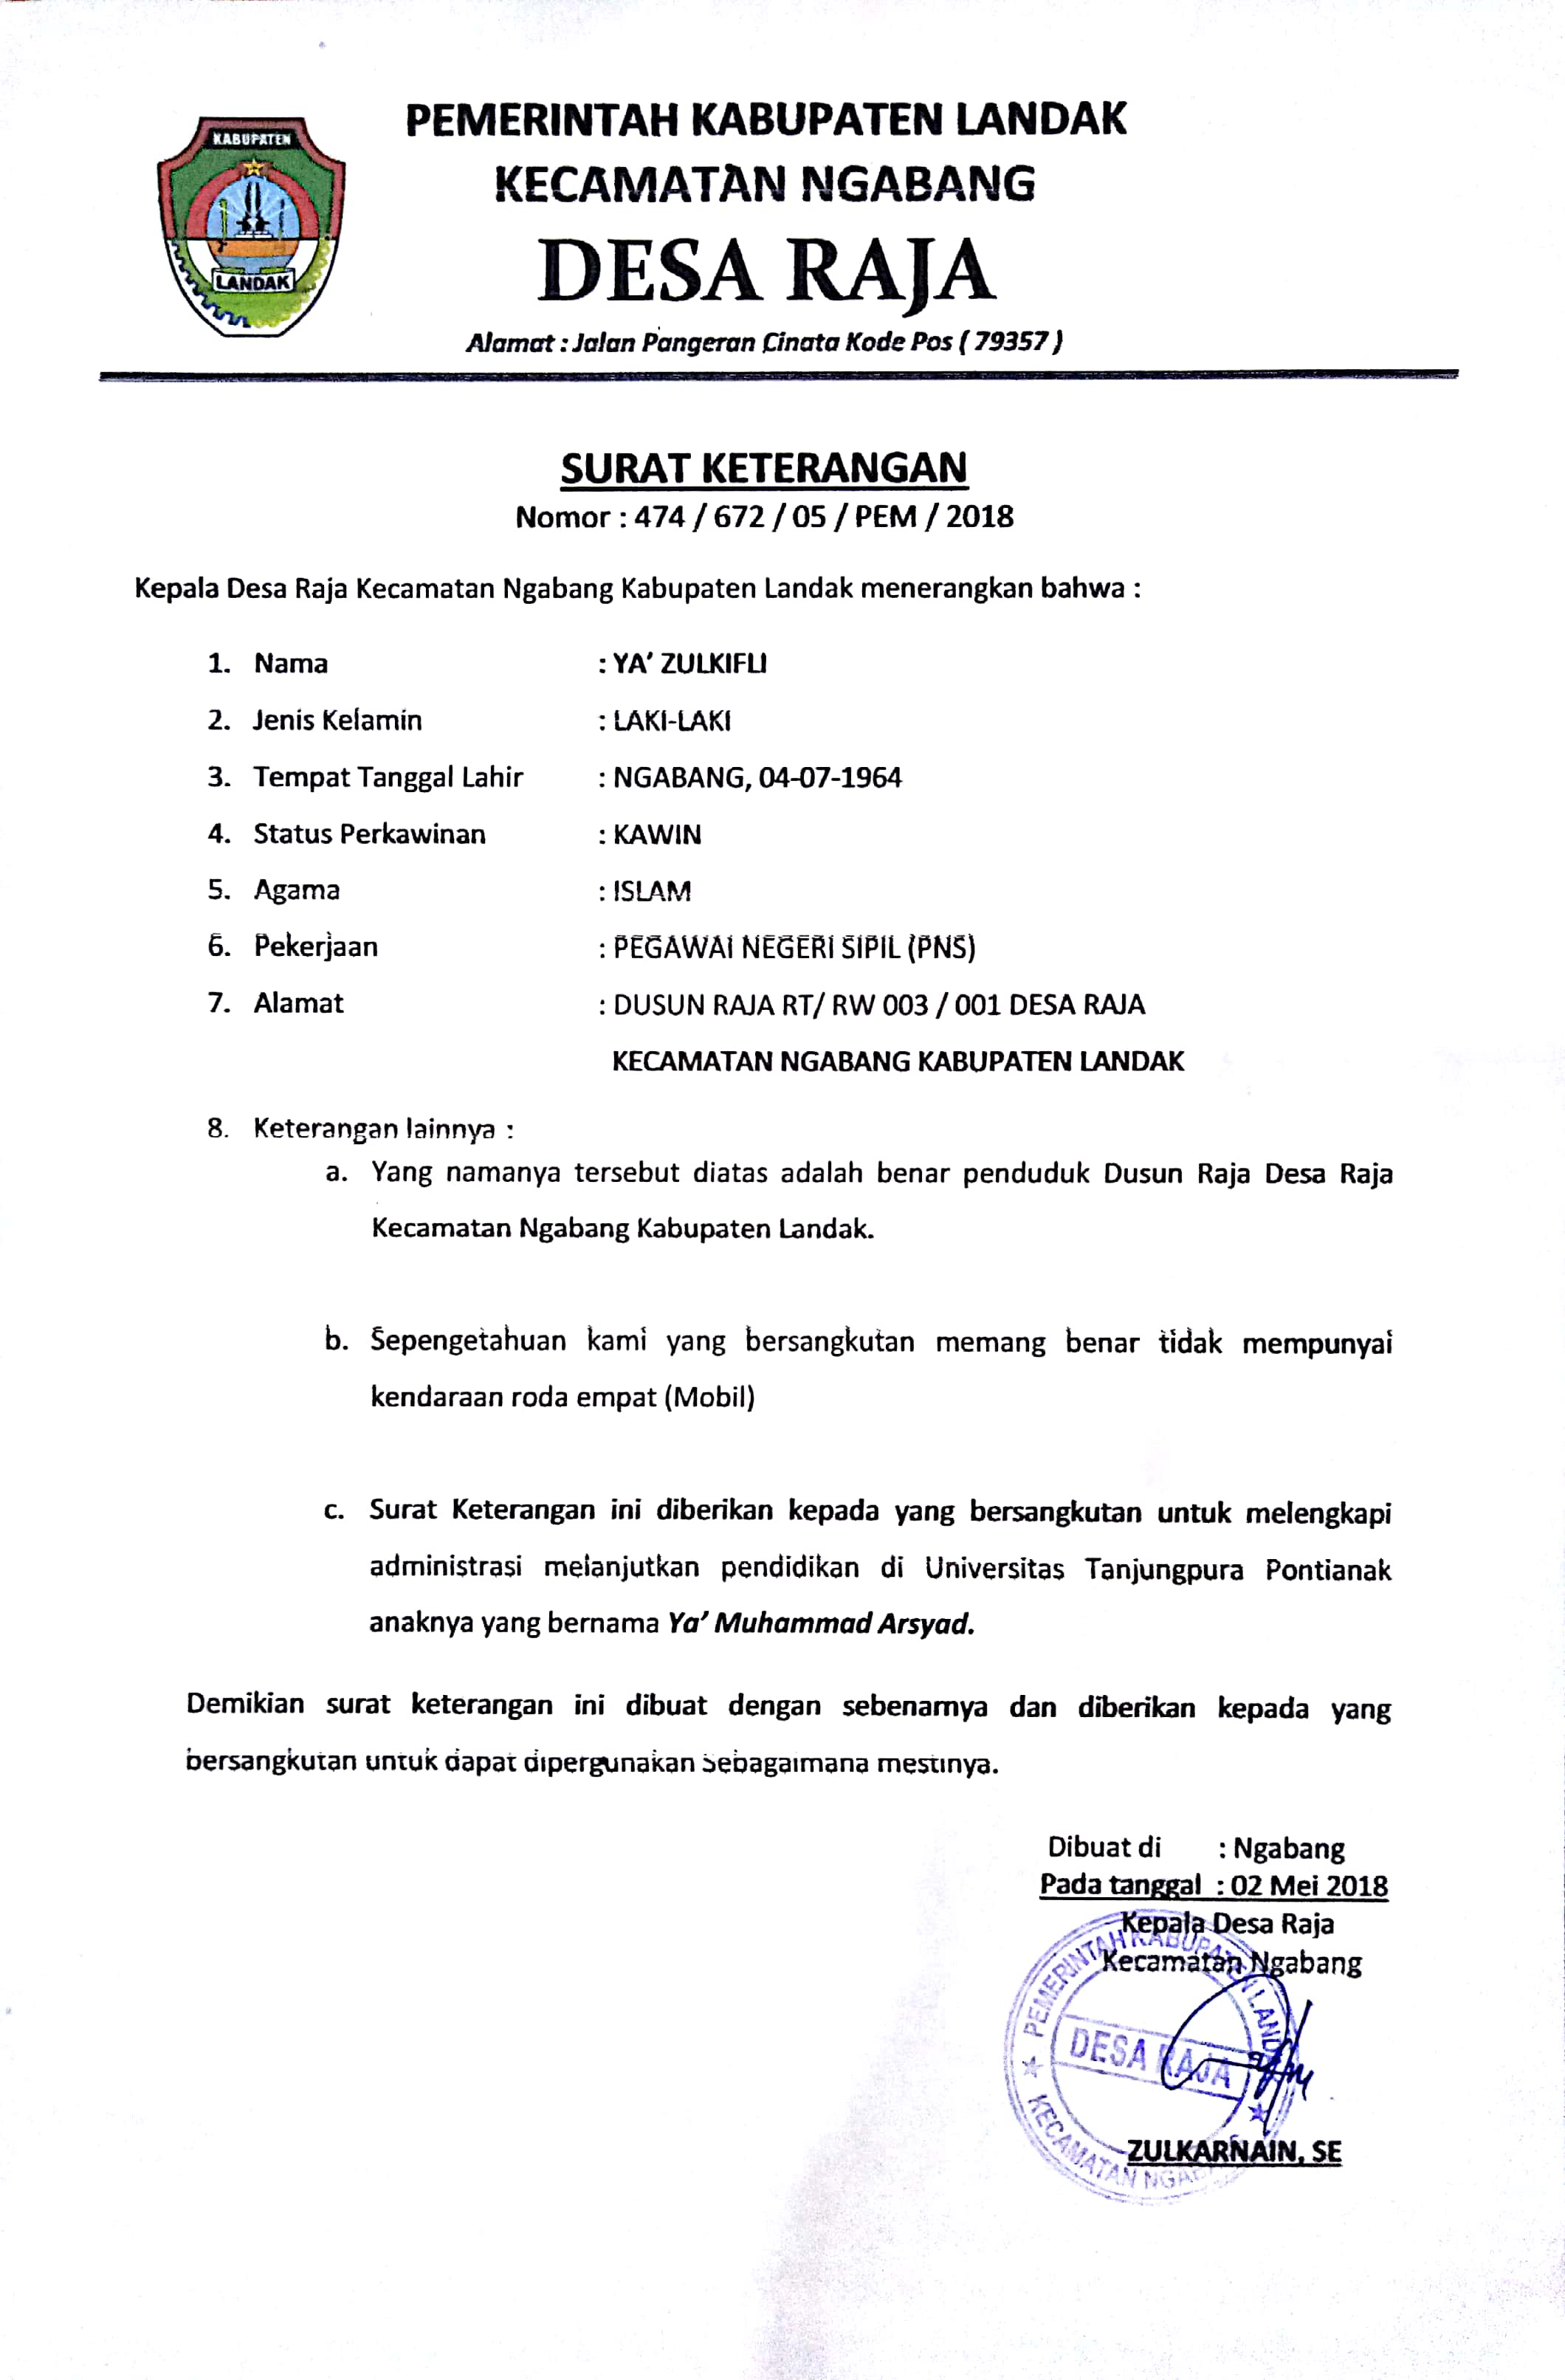 KABUPATEN
LANDAK
PEMERINTAH KABUPATEN LANDAK
KECAMATAN NGABANG
DESA RAJA
Alamat : Jalan Pangeran Cinata Kode Pos ( 79357 )
SURAT KETERANGAN
Nomor : 474 / 672 / 05 / PEM / 2018
Kepala Desa Raja Kecamatan Ngabang Kabupaten Landak menerangkan bahwa :
1. Nama : YA’ ZULKIFLI
2. Jenis Kelamin : LAKI-LAKI
3. Tempat Tanggal Lahir : NGABANG, 04-07-1964
4. Status Perkawinan : KAWIN
5. Agama : ISLAM
6. Pekerjaan : PEGAWAI NEGERI SIPIL (PNS)
7. Alamat : DUSUN RAJA RT/ RW 003 / 001 DESA RAJA
KECAMATAN NGABANG KABUPATEN LANDAK
8. Keterangan lainnya :
a. Yang namanya tersebut diatas adalah benar penduduk Dusun Raja Desa Raja
Kecamatan Ngabang Kabupaten Landak.
b. Sepengetahuan kami yang bersangkutan memang benar tidak mempunyai
kendaraan roda empat (Mobil)
c. Surat Keterangan ini diberikan kepada yang bersangkutan untuk melengkapi
administrasi melanjutkan pendidikan di Universitas Tanjungpura Pontianak
anaknya yang bernama Ya’ Muhammad Arsyad.
Demikian surat keterangan ini dibuat dengan sebenarnya dan diberikan kepada yang
bersangkutan untuk dapat dipergunakan sebagaimana mestinya.
Dibuat di : Ngabang
Pada tanggal : 02 Mei 2018
Kepala Desa Raja
Kecamatan Ngabang
PEMERINTAH KABUPATEN LANDAK
DESA RAJA
KECAMATAN NGABANG
ZULKARNAIN, SE